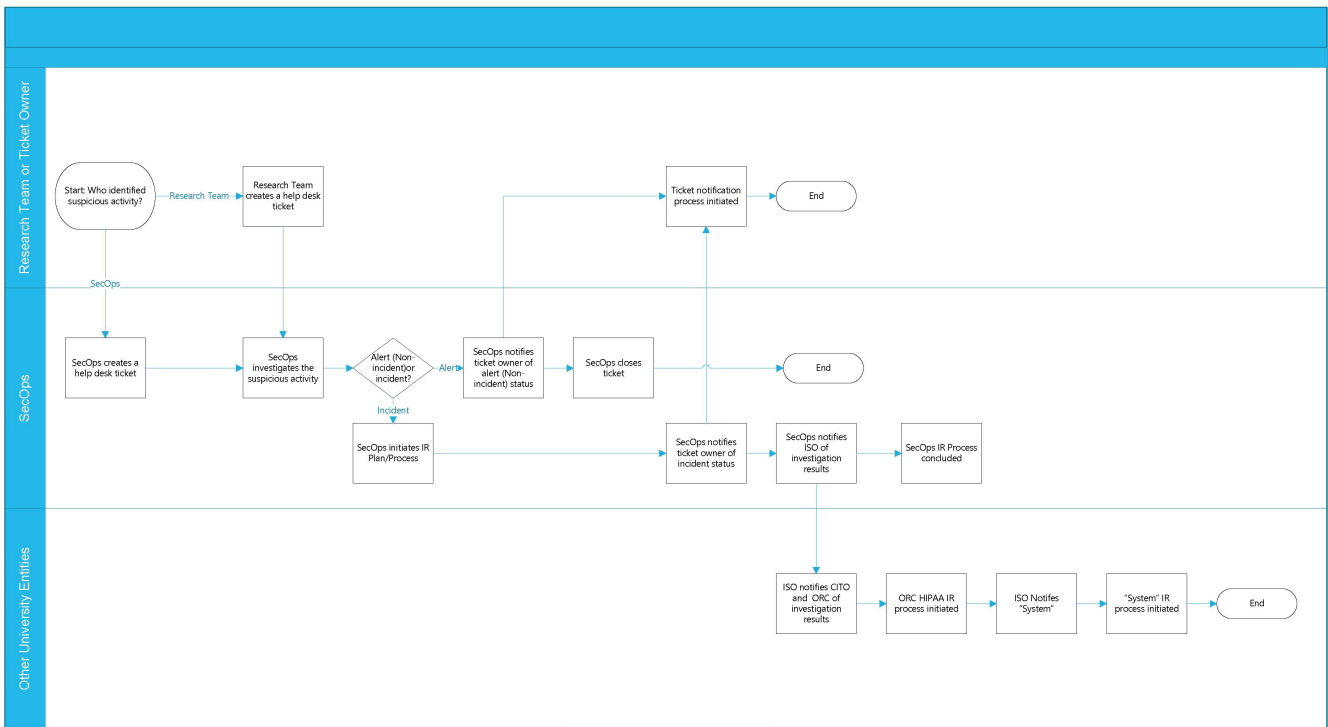 Research Team or Ticket Owner
Start: Who identified
suspicious activity?
Research Team
Research Team
creates a help desk
ticket
Ticket notification
process initiated
End
SecOps
SecOps
SecOps creates a
help desk ticket
SecOps
investigates the
suspicious activity
Alert (Non-
incident)or
incident?
Alert
SecOps notifies
ticket owner of
alert (Non-
incident) status
SecOps closes
ticket
End
Incident
SecOps initiates IR
Plan/Process
SecOps notifies
ticket owner of
incident status
SecOps notifies
ISO of
investigation
results
SecOps IR Process
concluded
Other University Entities
ISO notifies CITO
and  ORC of
investigation
results
ORC HIPAA IR
process initiated
ISO Notifes
"System"
"System" IR
process initiated
End